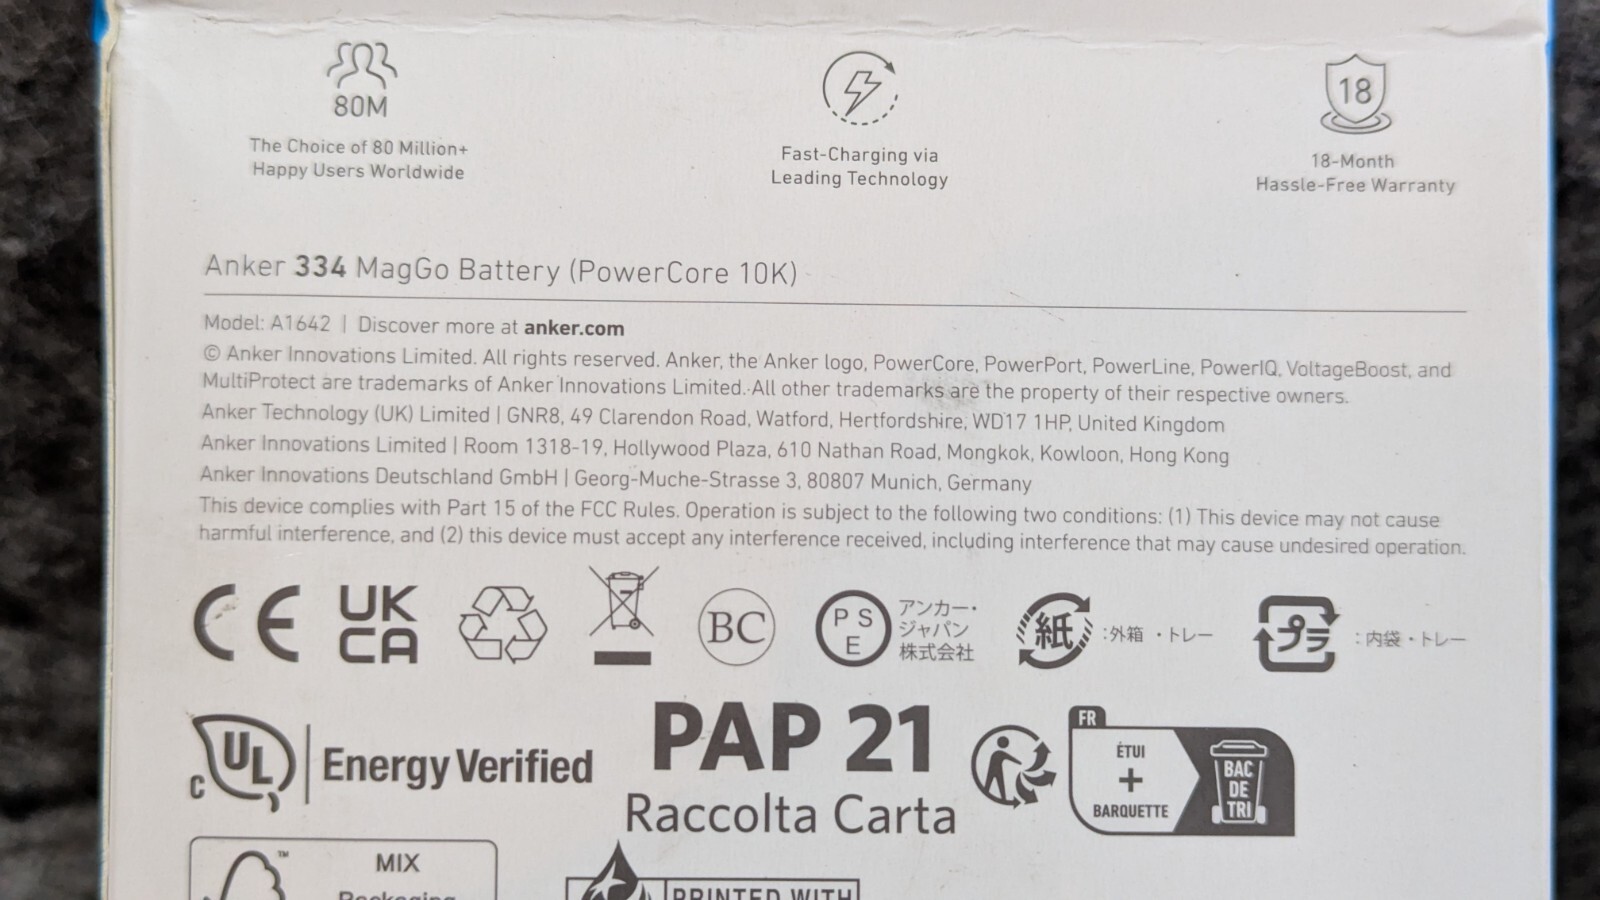 80M
The Choice of 80 Million+
Happy Users Worldwide
Fast-Charging via
Leading Technology
18
18-Month
Hassle-Free Warranty
Anker 334 MagGo Battery (PowerCore 10K)
Model: A1642 | Discover more at anker.com
© Anker Innovations Limited. All rights reserved. Anker, the Anker logo, PowerCore, PowerPort, PowerLine, PowerIQ, VoltageBoost, and
MultiProtect are trademarks of Anker Innovations Limited. All other trademarks are the property of their respective owners.
Anker Technology (UK) Limited | GNR8, 49 Clarendon Road, Watford, Hertfordshire, WD17 1HP, United Kingdom
Anker Innovations Limited | Room 1318-19, Hollywood Plaza, 610 Nathan Road, Mongkok, Kowloon, Hong Kong
Anker Innovations Deutschland GmbH | Georg-Muche-Strasse 3, 80807 Munich, Germany
This device complies with Part 15 of the FCC Rules. Operation is subject to the following two conditions: (1) This device may not cause
harmful interference, and (2) this device must accept any interference received, including interference that may cause undesired operation.
CE
UK
CA
BC
PS
E
アンカー・
ジャパン
株式会社
紙
:外箱・トレー
プラ
:内袋・トレー
C UL
Energy Verified
PAP 21
Raccolta Carta
FR
ÉTUI
+
BARQUETTE
BAC
DE
TRI
™
MIX
Packaging
PRINTED WITH